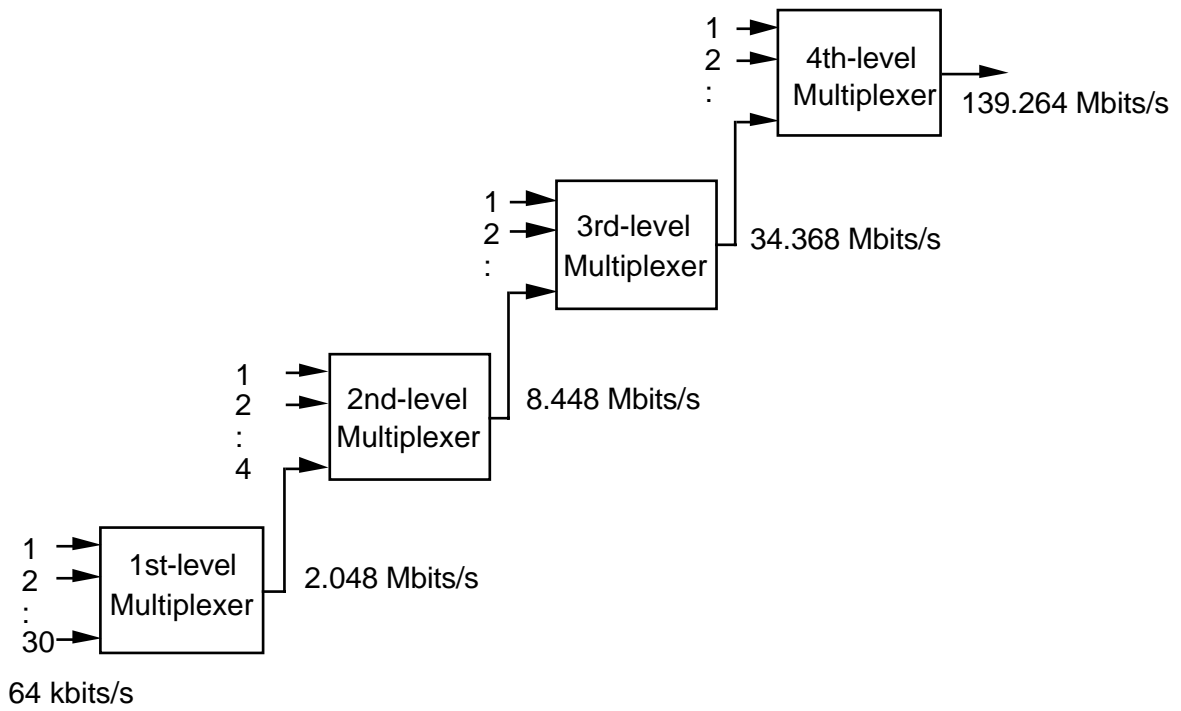 1
2
:
4th-level
Multiplexer
139.264 Mbits/s
1
2
:
3rd-level
Multiplexer
34.368 Mbits/s
1
2
:
4
2nd-level
Multiplexer
8.448 Mbits/s
1
2
:
30
1st-level
Multiplexer
2.048 Mbits/s
64 kbits/s